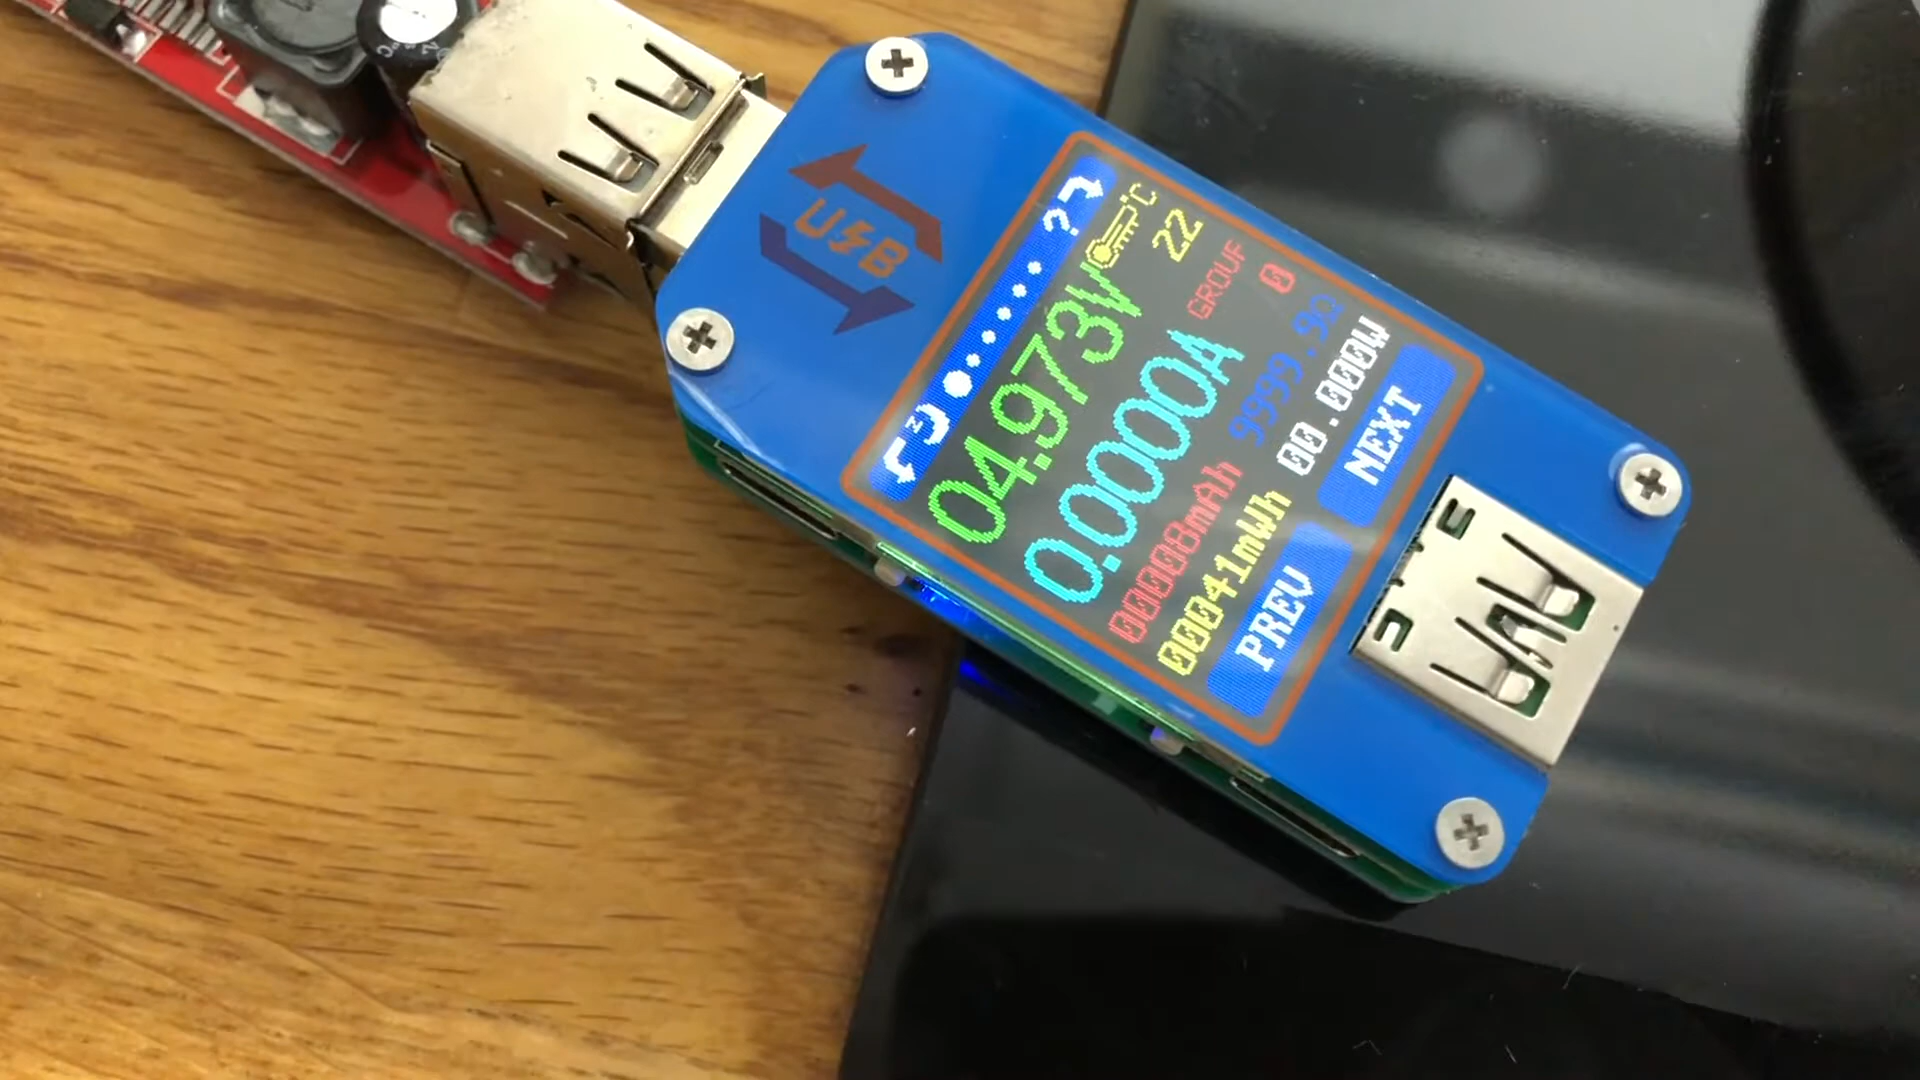 USB
?
°C
04.973V
22
0.0000A
GROUP
0
00008mAh
9999.9Ω
00041mWh
00.000W
PREV
NEXT